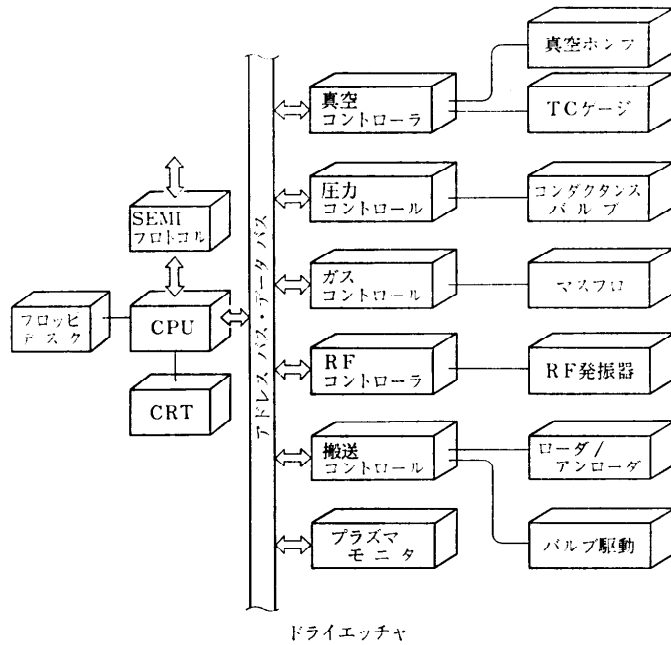 真空ポンプ
真空
コントローラ
TCゲージ
圧力
コントロール
コンダクタンス
バルブ
SEMI
プロトコル
ガス
コントロール
マスフロ
フロッピ
デスク
CPU
アドレスバス・データバス
RF
コントローラ
RF発振器
CRT
搬送
コントロール
ローダ/
アンローダ
プラズマ
モニタ
バルブ駆動
ドライエッチャ